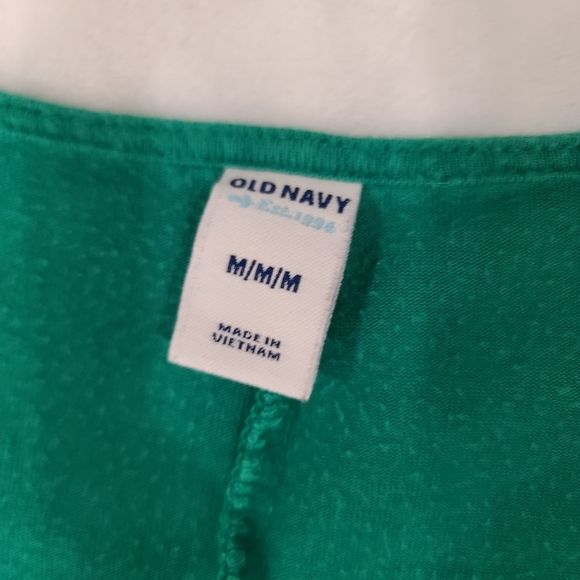 OLD NAVY
Est. 1994
M/M/M
MADE IN
VIETNAM